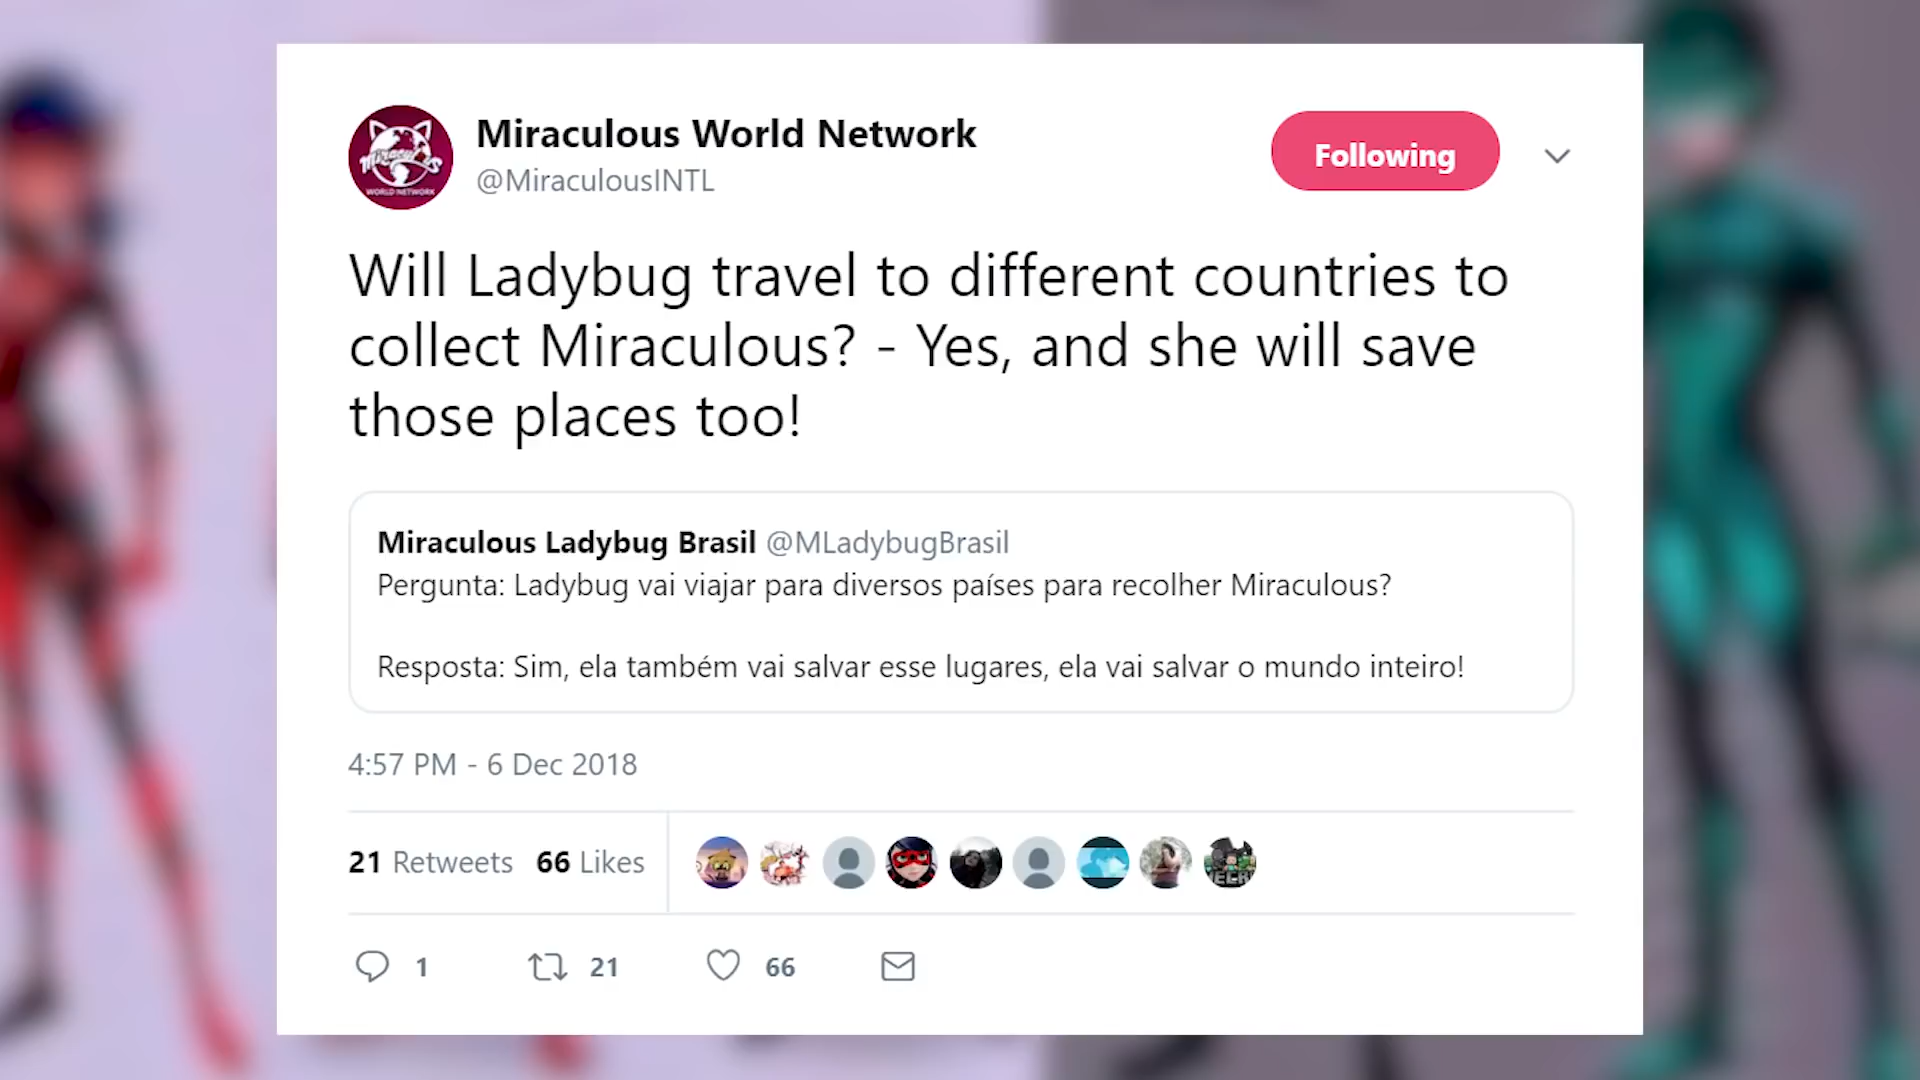 Miraculous World Network
@MiraculousINTL
Following
Will Ladybug travel to different countries to
collect Miraculous? - Yes, and she will save
those places too!
Miraculous Ladybug Brasil @MLadybugBrasil
Pergunta: Ladybug vai viajar para diversos países para recolher Miraculous?
Resposta: Sim, ela também vai salvar esse lugares, ela vai salvar o mundo inteiro!
4:57 PM - 6 Dec 2018
21 Retweets 66 Likes
1 21 66
Miraculous
WORLD NETWORK